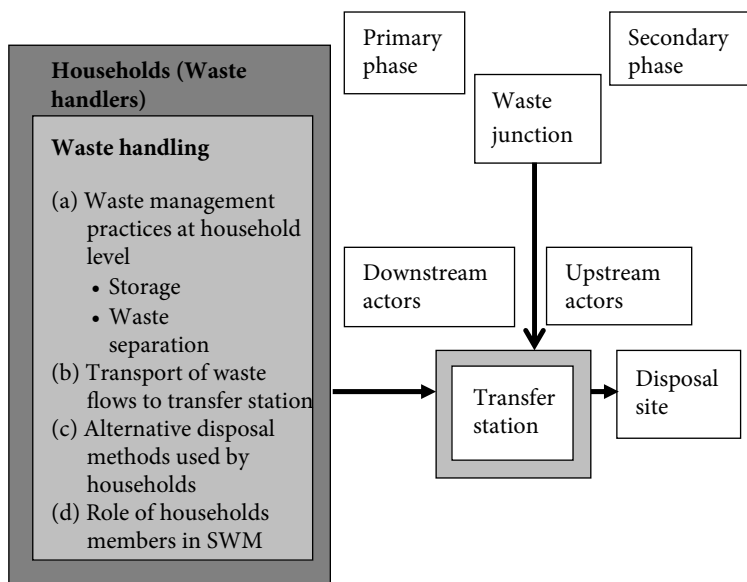 Households (Waste
handlers)
Waste handling
(a) Waste management
practices at household
level
• Storage
• Waste
separation
(b) Transport of waste
flows to transfer station
(c) Alternative disposal
methods used by
households
(d) Role of households
members in SWM
Primary
phase
Secondary
phase
Waste
junction
Downstream
actors
Upstream
actors
Transfer
station
Disposal
site